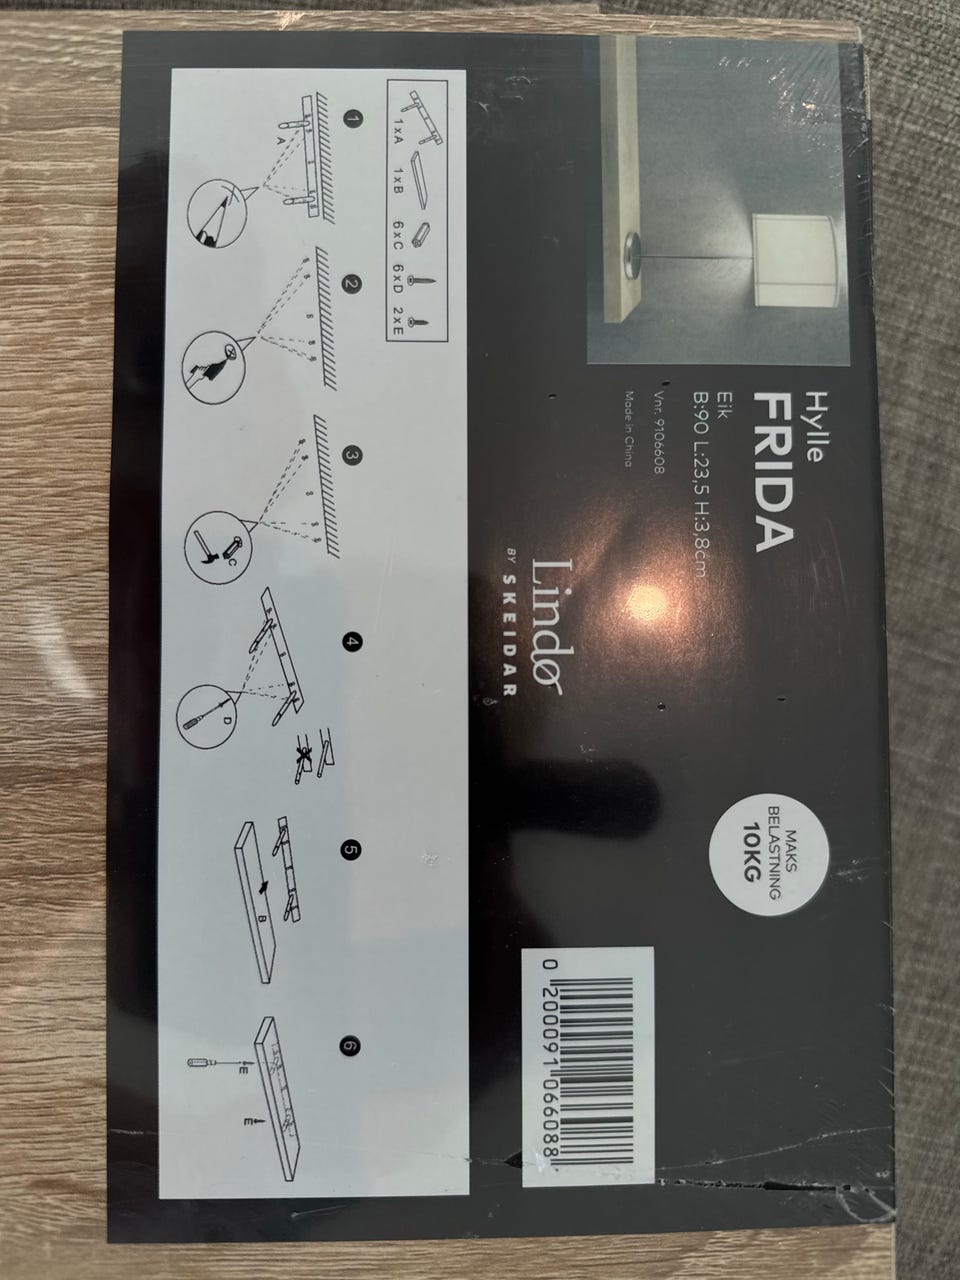 Hylle
FRIDA
Eik
B:90 L:23,5 H:3,8cm
Vnr. 9106608
Made in China
Lindø
BY SKEIDAR
MAKS
BELASTNING
10KG
0 200091 066088
1xA 1xB 6xC 6xD 2xE
1
A
2
3
C
4
D
5
B
6
E
E